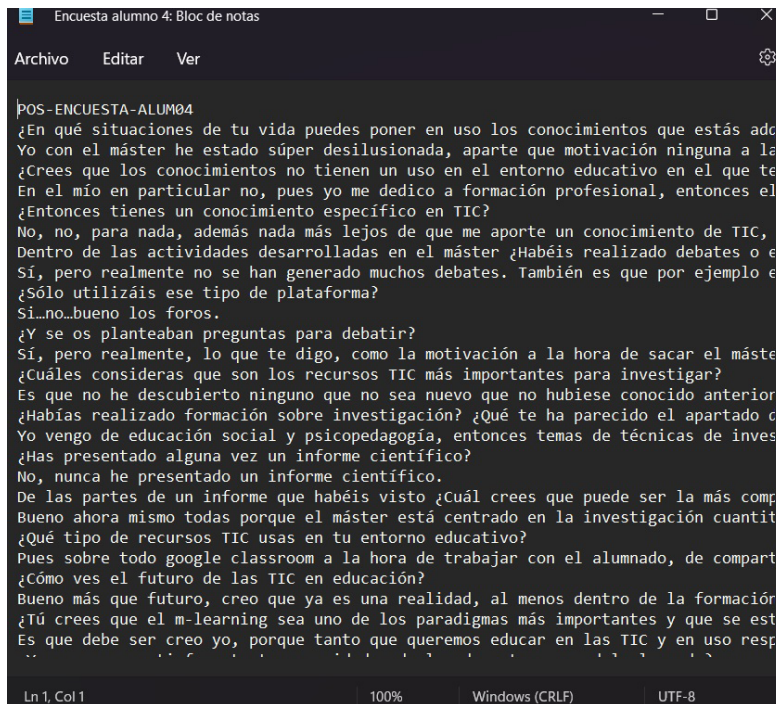 Encuesta alumno 4: Bloc de notas
Archivo Editar Ver
POS-ENCUESTA-ALUM04
¿En qué situaciones de tu vida puedes poner en uso los conocimientos que estás
Yo con el máster he estado súper desilusionada, aparte que motivación ninguna a la
¿Crees que los conocimientos no tienen un uso en el entorno educativo en el que te
En el mío en particular no, pues yo me dedico a formación profesional, entonces el
¿Entonces tienes un conocimiento específico en TIC?
No, no, para nada, además nada más lejos de que me aporte un conocimiento de TIC,
Dentro de las actividades desarrolladas en el máster ¿Habéis realizado debates o e
Sí, pero realmente no se han generado muchos debates. También es que por ejemplo e
¿Sólo utilizáis ese tipo de plataforma?
Si…no…bueno los foros.
¿Y se os planteaban preguntas para debatir?
Sí, pero realmente, lo que te digo, como la motivación a la hora de sacar el máste
¿Cuáles consideras que son los recursos TIC más importantes para investigar?
Es que no he descubierto ninguno que no sea nuevo que no hubiese conocido anterior
¿Habías realizado formación sobre investigación? ¿Qué te ha parecido el apartado
Yo vengo de educación social y psicopedagogía, entonces temas de técnicas de inves
¿Has presentado alguna vez un informe científico?
No, nunca he presentado un informe científico.
De las partes de un informe que habéis visto ¿Cuál crees que puede ser la más comp
Bueno ahora mismo todas porque el máster está centrado en la investigación cuantit
¿Qué tipo de recursos TIC usas en tu entorno educativo?
Pues sobre todo google classroom a la hora de trabajar con el alumnado, de compart
¿Cómo ves el futuro de las TIC en educación?
Bueno más que futuro, creo que ya es una realidad, al menos dentro de la formación
¿Tú crees que el m-learning sea uno de los paradigmas más importantes y que se est
Es que debe ser creo yo, porque tanto que queremos educar en las TIC y en uso resp
Ln 1, Col 1 100% Windows (CRLF) UTF-8